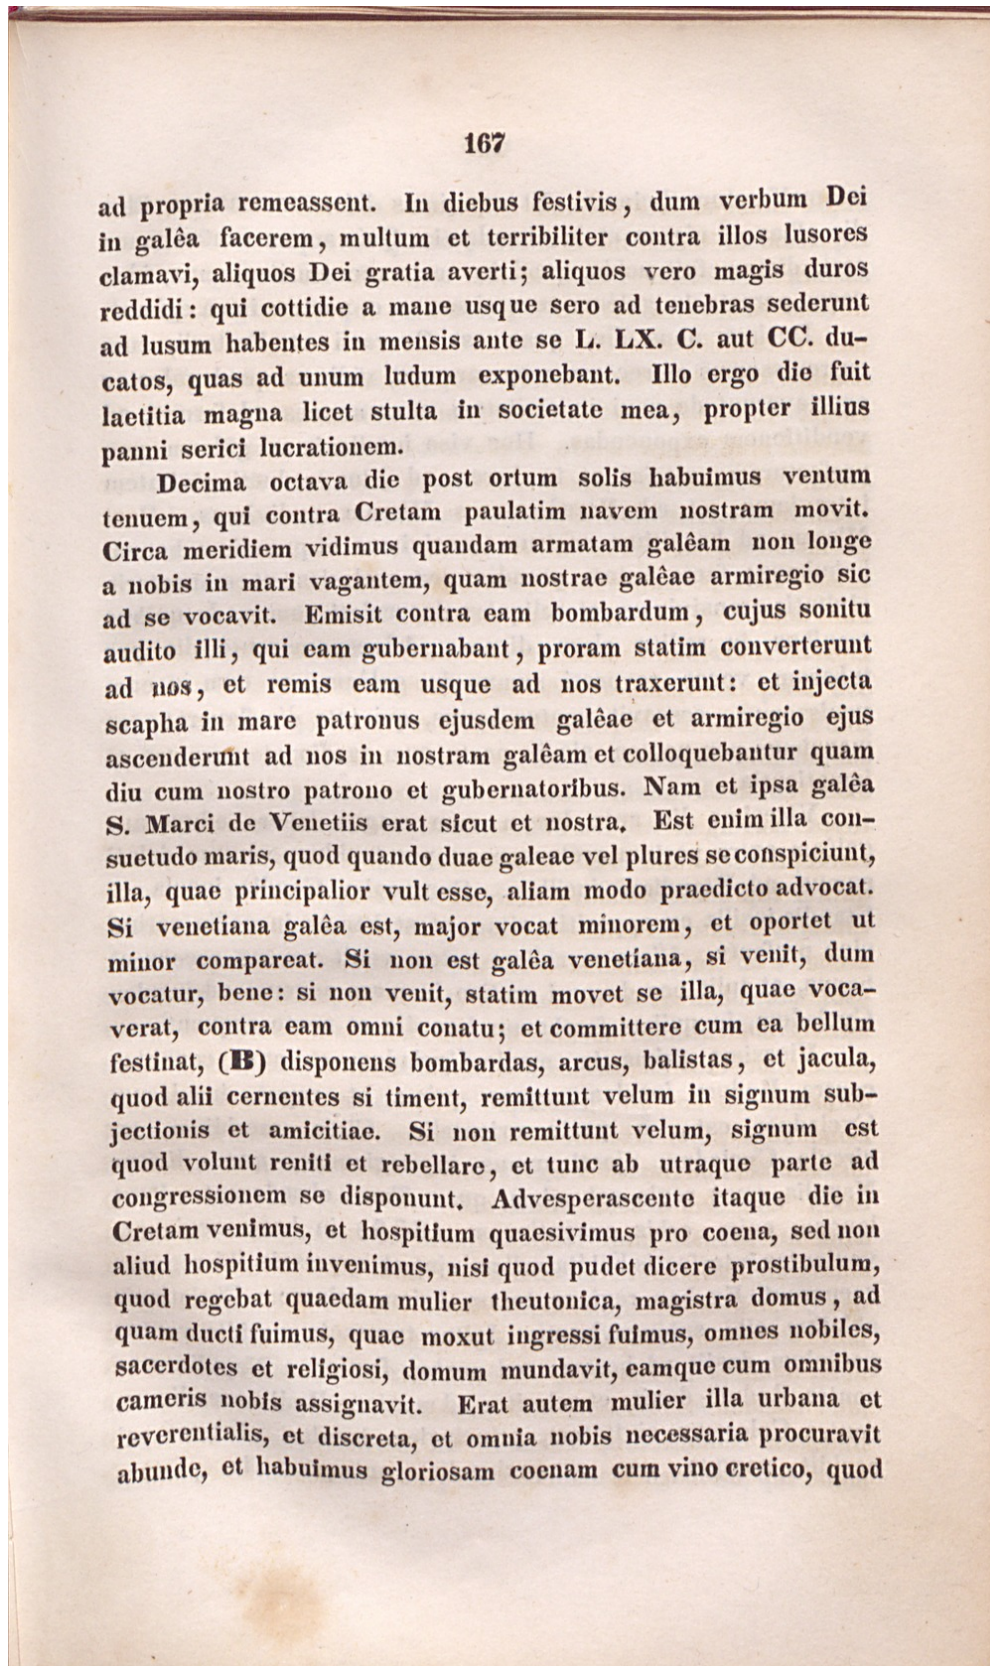 167
ad propria remeassent. In diebus festivis, dum verbum Dei
in galêa facerem, multum et terribiliter contra illos lusores
clamavi, aliquos Dei gratia averti; aliquos vero magis duros
reddidi: qui cottidie a mane usque sero ad tenebras sederunt
ad lusum habentes in mensis ante se L. LX. C. aut CC. du-
catos, quas ad unum ludum exponebant. Illo ergo die fuit
laetitia magna licet stulta in societate mea, propter illius
panni serici lucrationem.
Decima octava die post ortum solis habuimus ventum
tenuem, qui contra Cretam paulatim navem nostram movit.
Circa meridiem vidimus quandam armatam galêam non longe
a nobis in mari vagantem, quam nostrae galêae armiregio sic
ad se vocavit. Emisit contra eam bombardum, cujus sonitu
audito illi, qui eam gubernabant, proram statim converterunt
ad nos, et remis eam usque ad nos traxerunt: et injecta
scapha in mare patronus ejusdem galêae et armiregio ejus
ascenderunt ad nos in nostram galêam et colloquebantur quam
diu cum nostro patrono et gubernatoribus. Nam et ipsa galêa
S. Marci de Venetiis erat sicut et nostra. Est enim illa con-
suetudo maris, quod quando duae galeae vel plures se conspiciunt,
illa, quae principalior vult esse, aliam modo praedicto advocat.
Si venetiana galêa est, major vocat minorem, et oportet ut
minor compareat. Si non est galêa venetiana, si venit, dum
vocatur, bene: si non venit, statim movet se illa, quae voca-
verat, contra eam omni conatu; et committere cum ea bellum
festinat, (B) disponens bombardas, arcus, balistas, et jacula,
quod alii cernentes si timent, remittunt velum in signum sub-
jectionis et amicitiae. Si non remittunt velum, signum est
quod volunt reniti et rebellare, et tunc ab utraque parte ad
congressionem se disponunt. Advesperascente itaque die in
Cretam venimus, et hospitium quaesivimus pro coena, sed non
aliud hospitium invenimus, nisi quod pudet dicere prostibulum,
quod regebat quaedam mulier theutonica, magistra domus, ad
quam ducti fuimus, quae moxut ingressi fuimus, omnes nobiles,
sacerdotes et religiosi, domum mundavit, eamque cum omnibus
cameris nobis assignavit. Erat autem mulier illa urbana et
reverentialis, et discreta, et omnia nobis necessaria procuravit
abunde, et habuimus gloriosam coenam cum vino cretico, quod